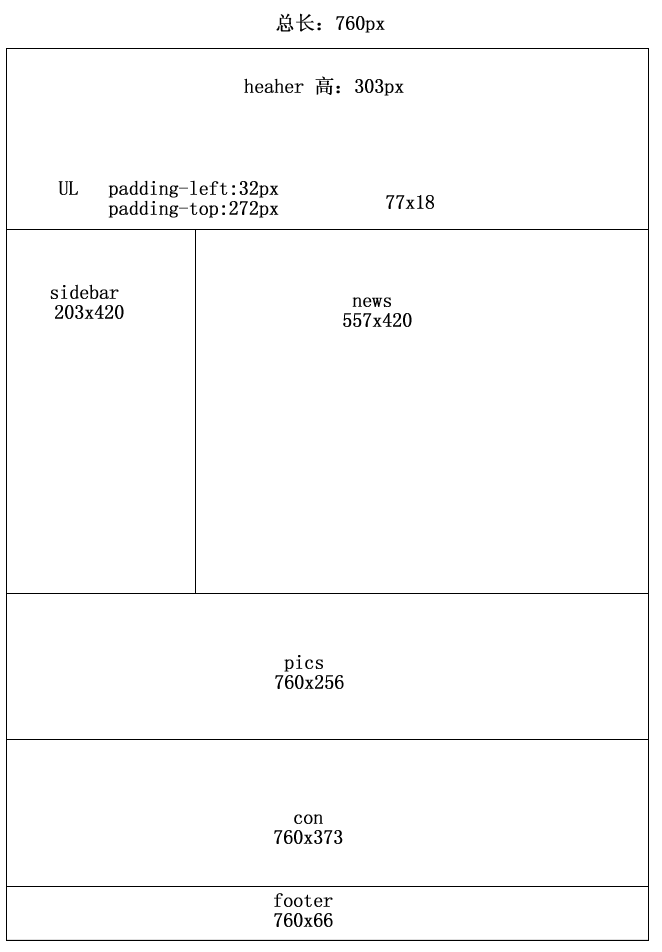 总长：760px
heaher 高：303px
UL padding-left:32px
padding-top:272px
77x18
sidebar
203x420
news
557x420
pics
760x256
con
760x373
footer
760x66